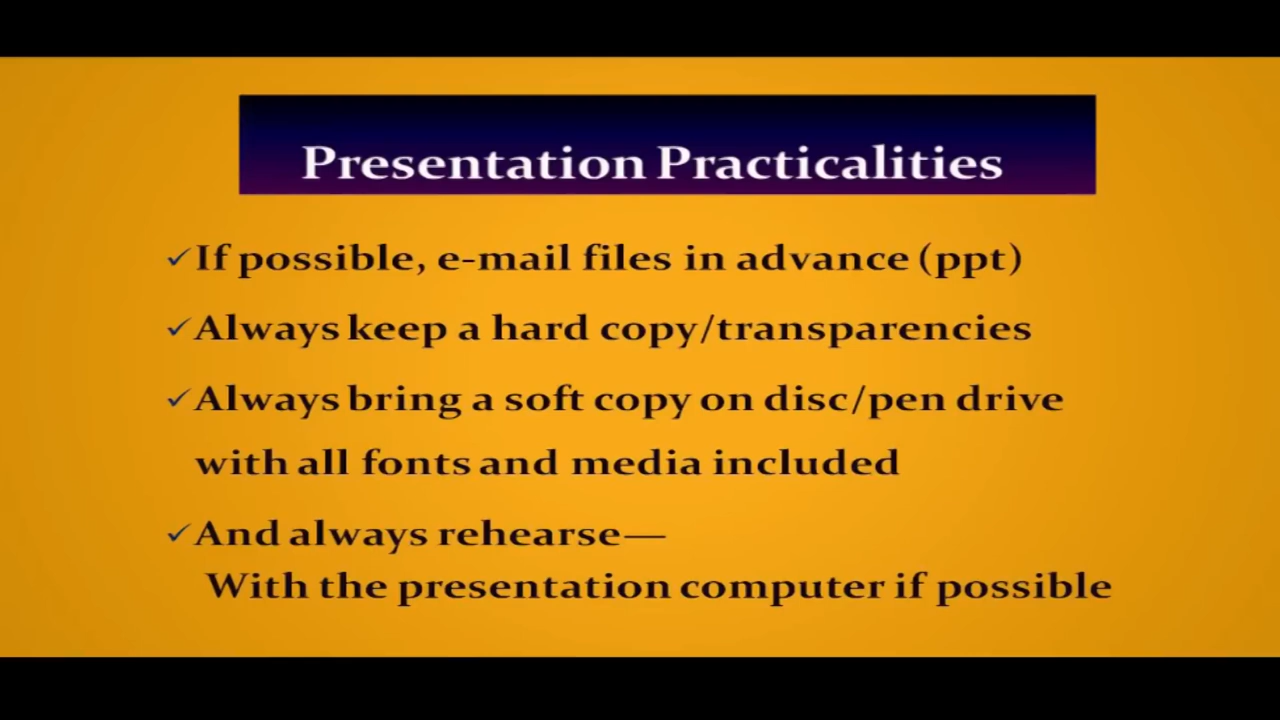 Presentation Practicalities
✓If possible, e-mail files in advance (ppt)
✓Always keep a hard copy/transparencies
✓Always bring a soft copy on disc/pen drive
with all fonts and media included
✓And always rehearse—
With the presentation computer if possible